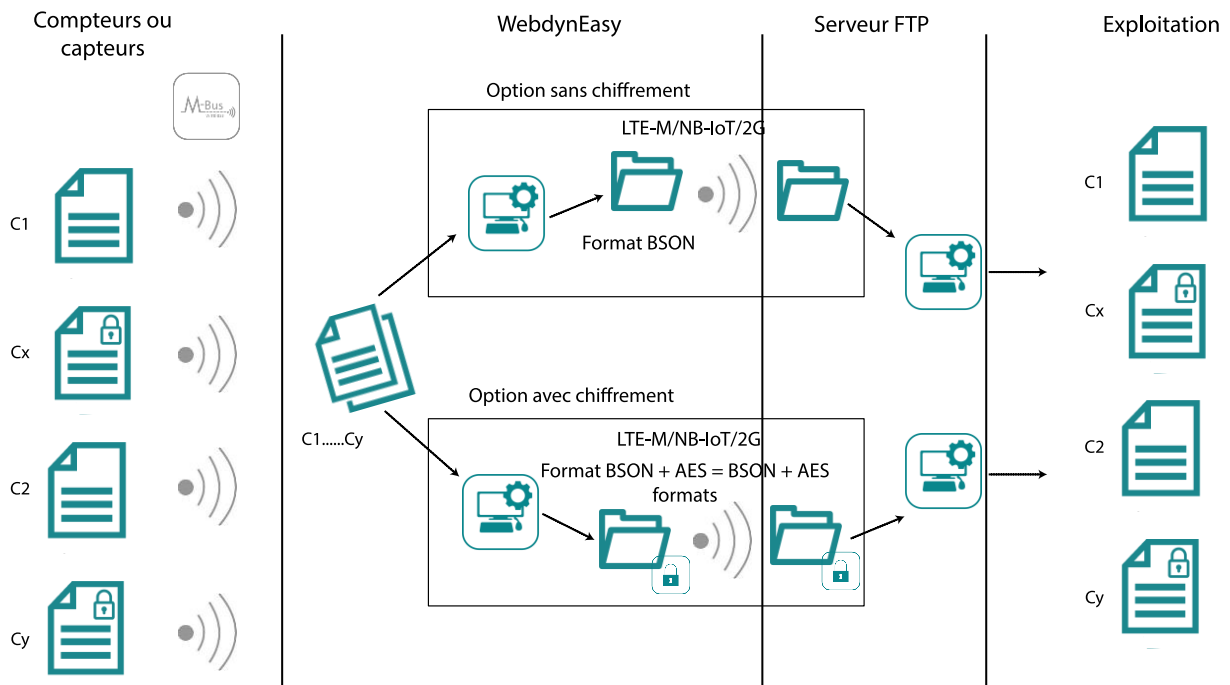 Compteurs ou
capteurs
WebdynEasy
Serveur FTP
Exploitation
M-Bus
Option sans chiffrement
LTE-M/NB-IoT/2G
Format BSON
C1
Cx
C2
Cy
C1......Cy
Option avec chiffrement
LTE-M/NB-IoT/2G
Format BSON + AES = BSON + AES
formats
C1
Cx
C2
Cy